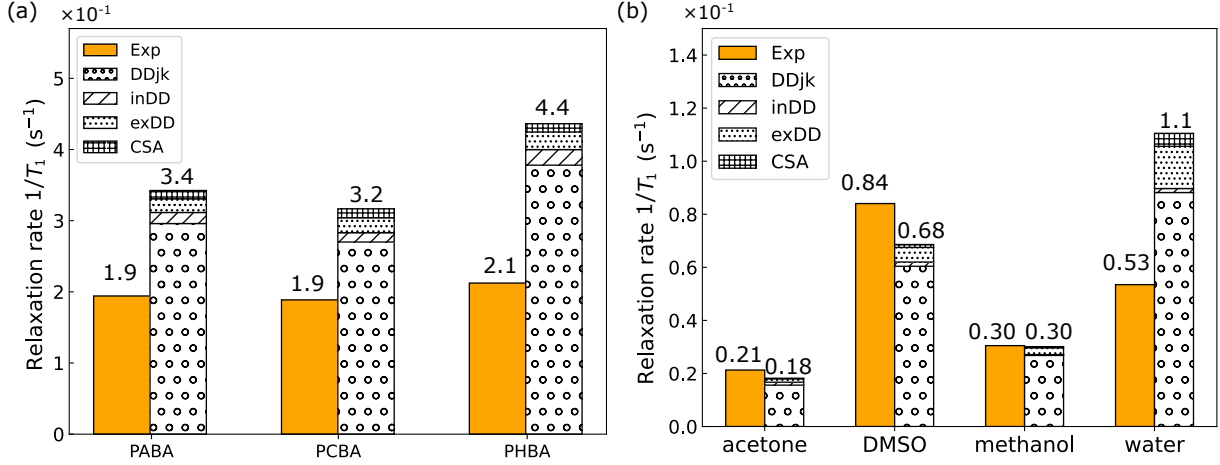 (a)
×10⁻¹
Relaxation rate 1/T₁ (s⁻¹)
5
4
3
2
1
0
Exp
DDjk
inDD
exDD
CSA
1.9
3.4
1.9
3.2
2.1
4.4
PABA
PCBA
PHBA
(b)
×10⁻¹
Relaxation rate 1/T₁ (s⁻¹)
1.4
1.2
1.0
0.8
0.6
0.4
0.2
0.0
Exp
DDjk
inDD
exDD
CSA
0.21
0.18
0.84
0.68
0.30
0.30
0.53
1.1
acetone
DMSO
methanol
water